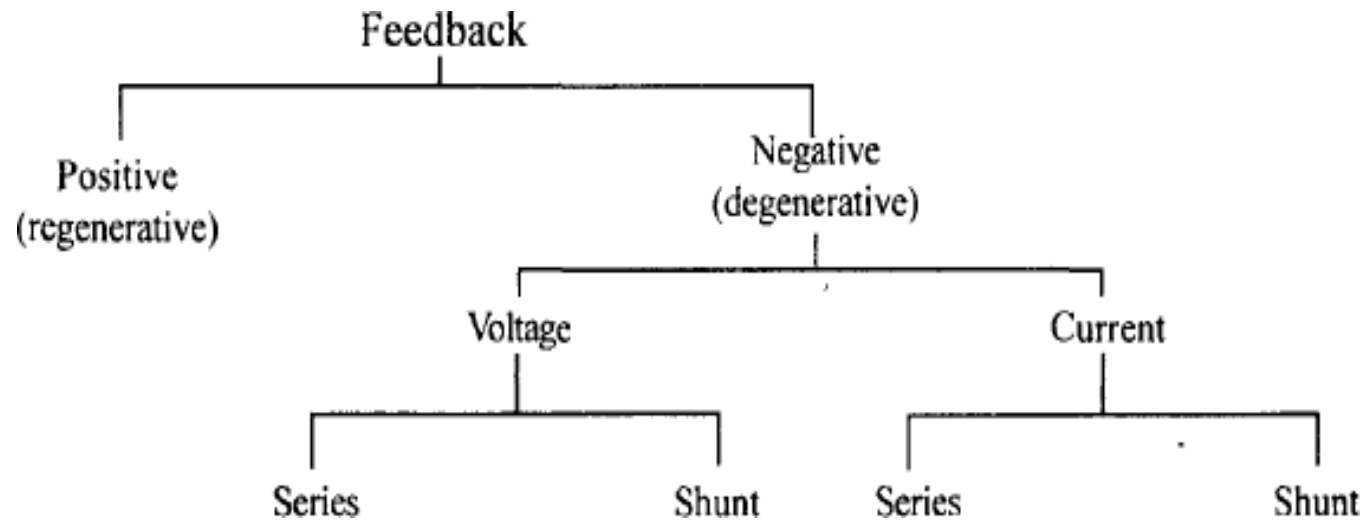 Feedback
Positive
(regenerative)
Negative
(degenerative)
Voltage
Current
Series
Shunt
Series
Shunt